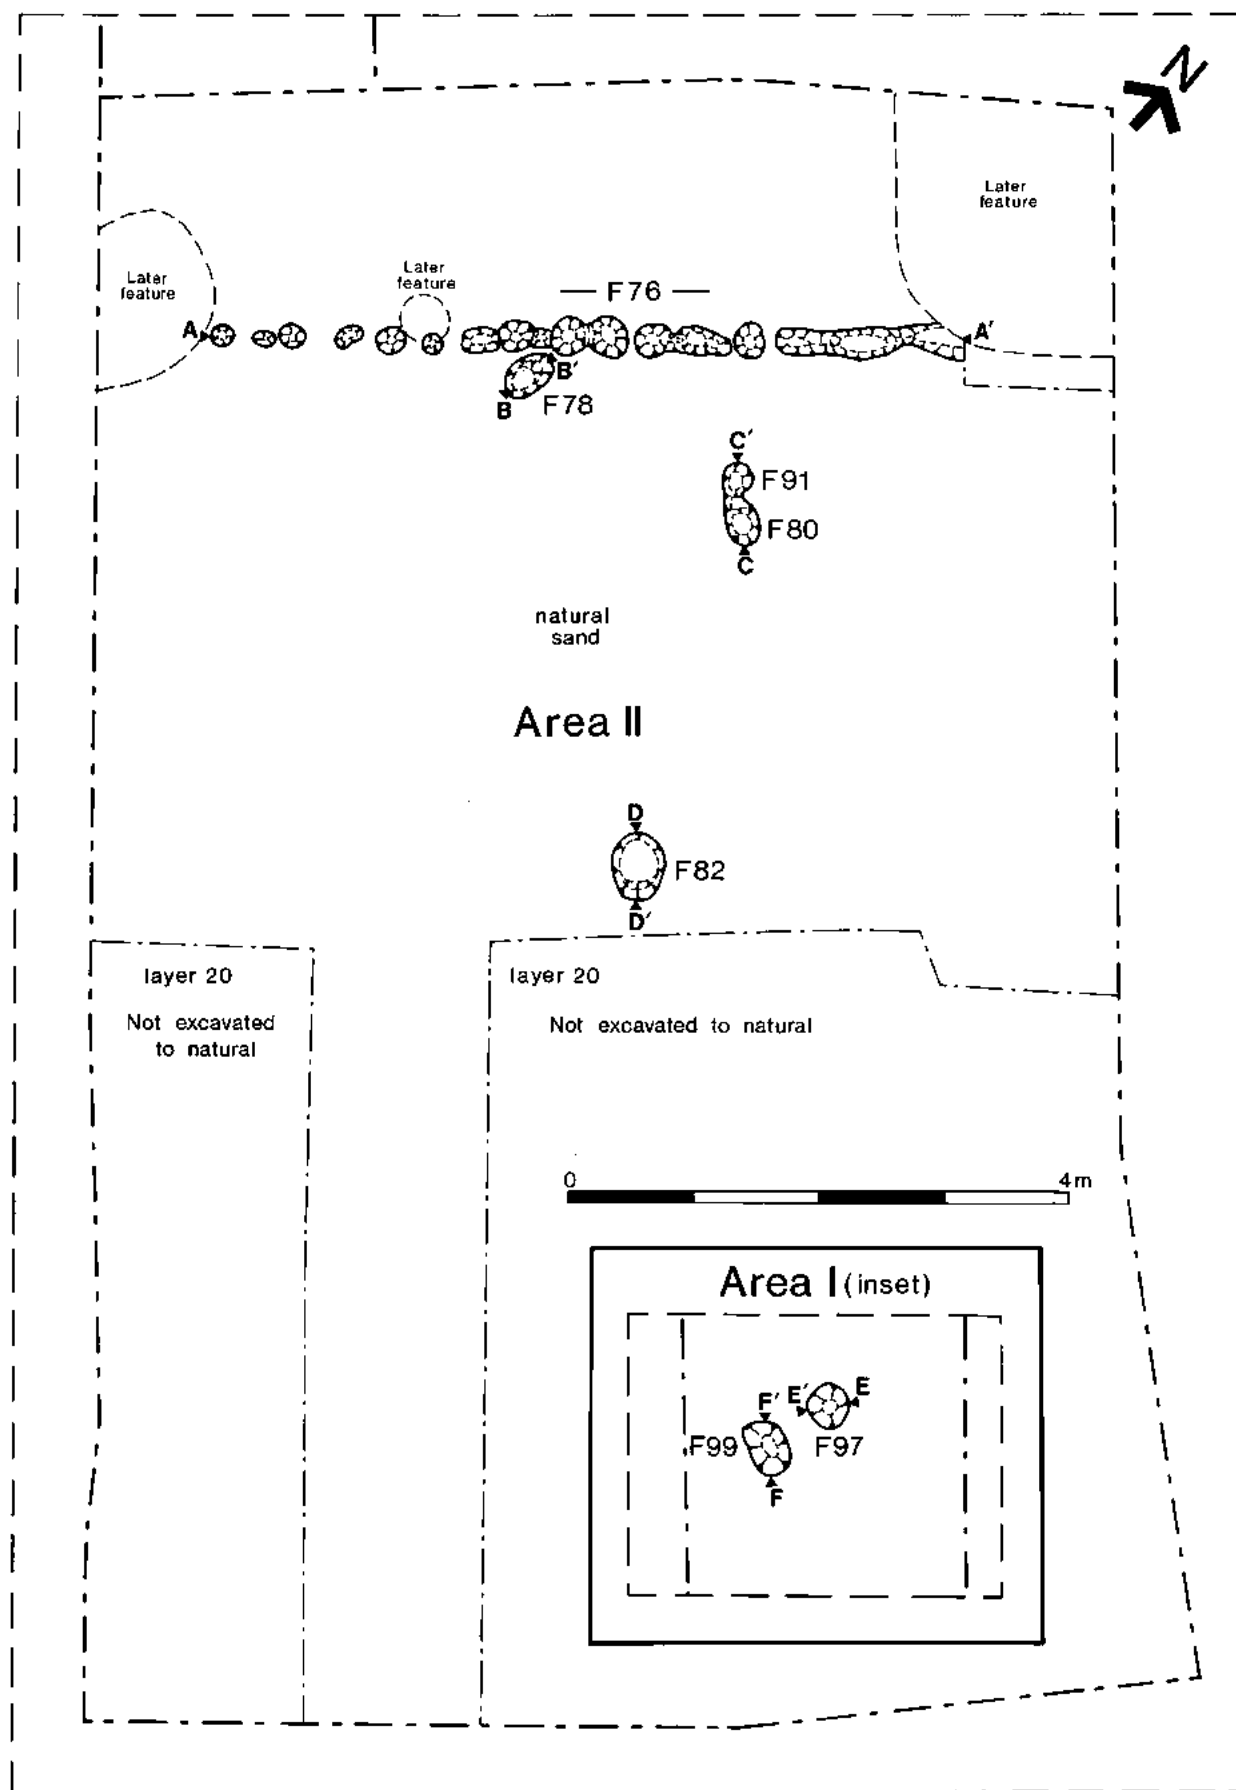 N
Later
feature
Later
feature
Later
feature
F76
A
A'
B'
B
F78
C'
F91
F80
C
natural
sand
Area II
D
F82
D'
layer 20
layer 20
Not excavated
to natural
Not excavated to natural
0
4m
Area I (inset)
F' E' E
F99
F97
F